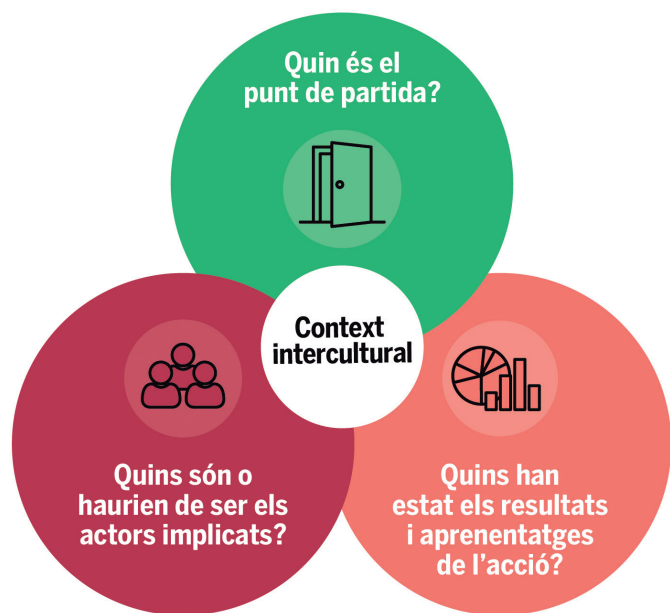 Quin és el
punt de partida?
Context
intercultural
Quins són o
haurien de ser els
actors implicats?
Quins han
estat els resultats
i aprenentatges
de l’acció?